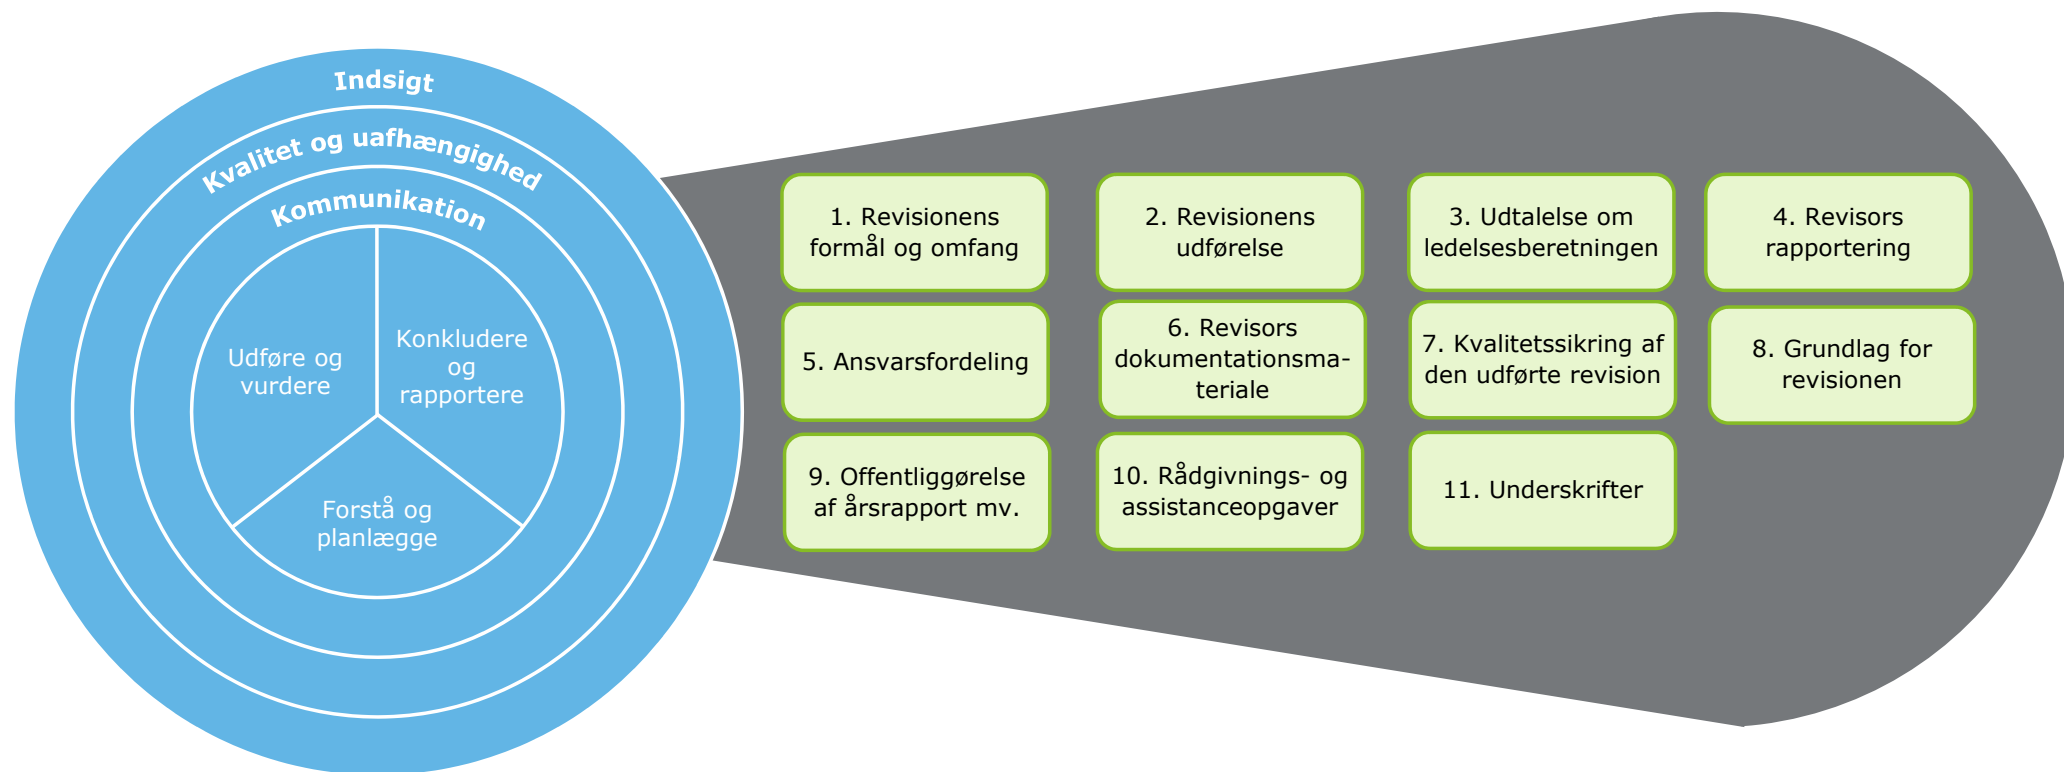 Indsigt
Kvalitet og uafhængighed
Kommunikation
Udføre og
vurdere
Konkludere
og
rapportere
Forstå og
planlægge
1. Revisionens
formål og omfang
2. Revisionens
udførelse
3. Udtalelse om
ledelsesberetningen
4. Revisors
rapportering
5. Ansvarsfordeling
6. Revisors
dokumentationsma-
teriale
7. Kvalitetssikring af
den udførte revision
8. Grundlag for
revisionen
9. Offentliggørelse
af årsrapport mv.
10. Rådgivnings- og
assistanceopgaver
11. Underskrifter